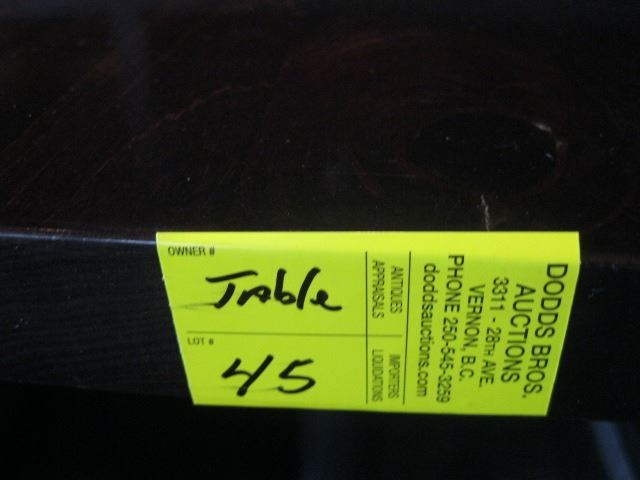 OWNER #
Table
LOT #
45
DODDS BROS.
AUCTIONS
3311 - 28TH AVE.
VERNON, B.C.
PHONE 250-545-3259
doddsauctions.com
ANTIQUES | IMPORTERS
APPRAISALS | LIQUIDATIONS